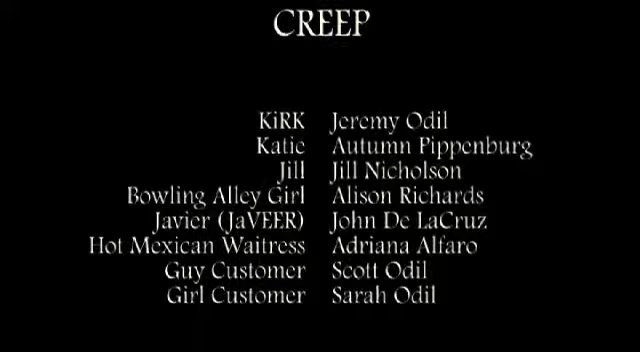 CREEP
KiRK Jeremy Odil
Katie Autumn Pippenburg
Jill Jill Nicholson
Bowling Alley Girl Alison Richards
Javier (JaVEER) John De LaCruz
Hot Mexican Waitress Adriana Alfaro
Guy Customer Scott Odil
Girl Customer Sarah Odil